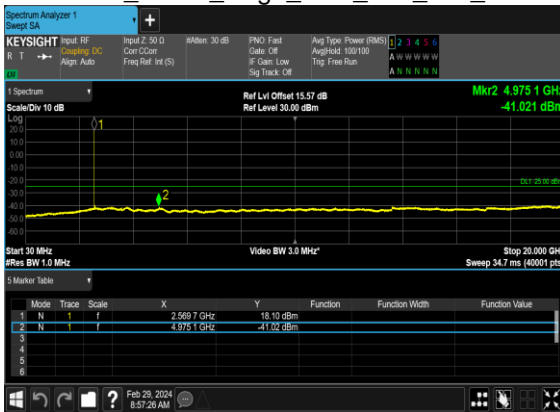 Spectrum Analyzer 1
Swept SA
KEYSIGHT
Input: RF
Input Z: 50 Ω
#Atten: 30 dB
PNO: Fast
Avg Type: Power (RMS)
1 2 3 4 5 6
R T
Coupling: DC
Corr CCorr
Gate: Off
Avg|Hold: 100/100
A W W W W W
Align: Auto
Freq Ref: Int (S)
IF Gain: Low
Trig: Free Run
Sig Track: Off
A N N N N N
1 Spectrum
Ref Lvl Offset 15.57 dB
Mkr2 4.975 1 GHz
Scale/Div 10 dB
Ref Level 30.00 dBm
-41.021 dBm
Log
1
20.0
10.0
0.00
-10.0
-20.0
-30.0
2
-40.0
-50.0
-60.0
Start 30 MHz
Video BW 3.0 MHz*
Stop 20.000 GH
#Res BW 1.0 MHz
Sweep 34.7 ms (40001 pts
5 Marker Table
Mode Trace Scale X Y Function Function Width Function Value
1 N 1 f 2.569 7 GHz 18.10 dBm
2 N 1 f 4.975 1 GHz -41.02 dBm
3
4
5
6
?
Feb 29, 2024
8:57:26 AM